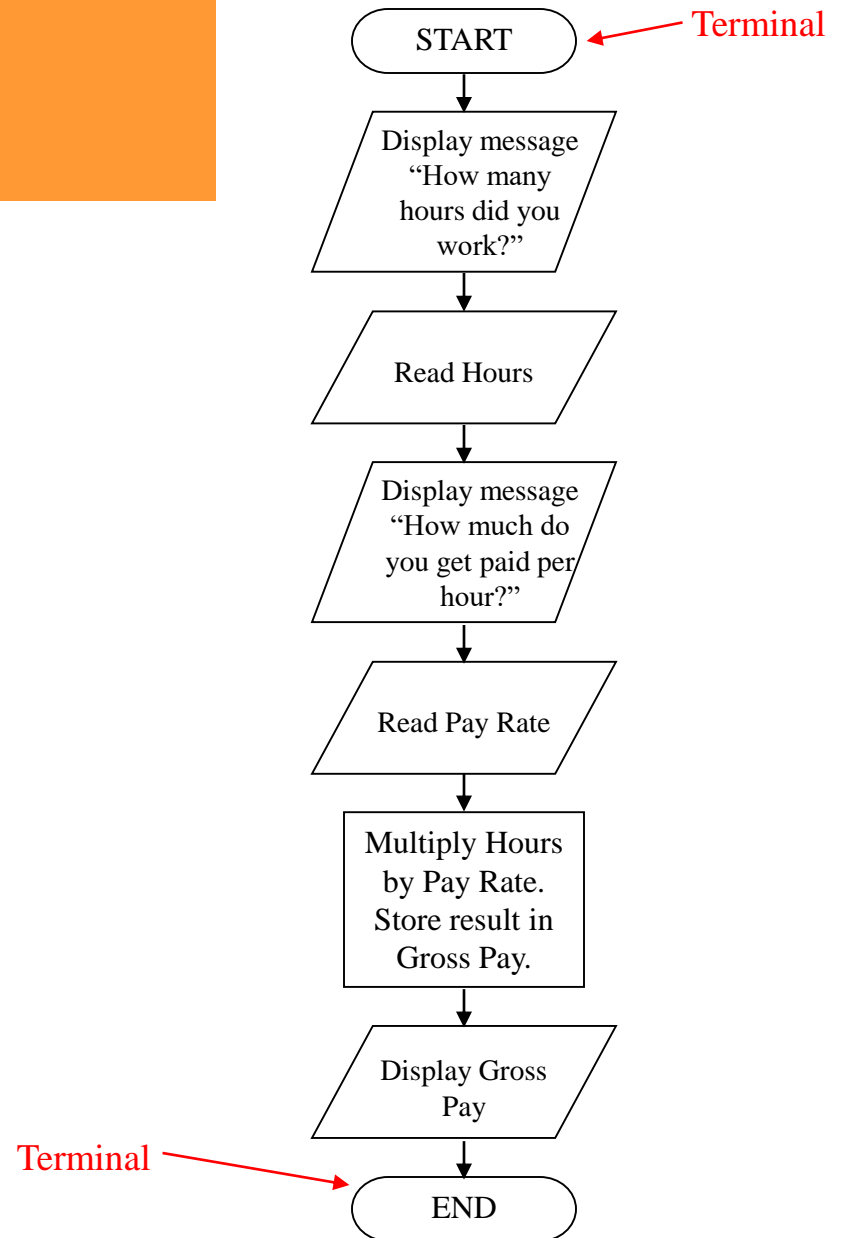 START
Terminal
Display message
“How many
hours did you
work?”
Read Hours
Display message
“How much do
you get paid per
hour?”
Read Pay Rate
Multiply Hours
by Pay Rate.
Store result in
Gross Pay.
Display Gross
Pay
Terminal
END